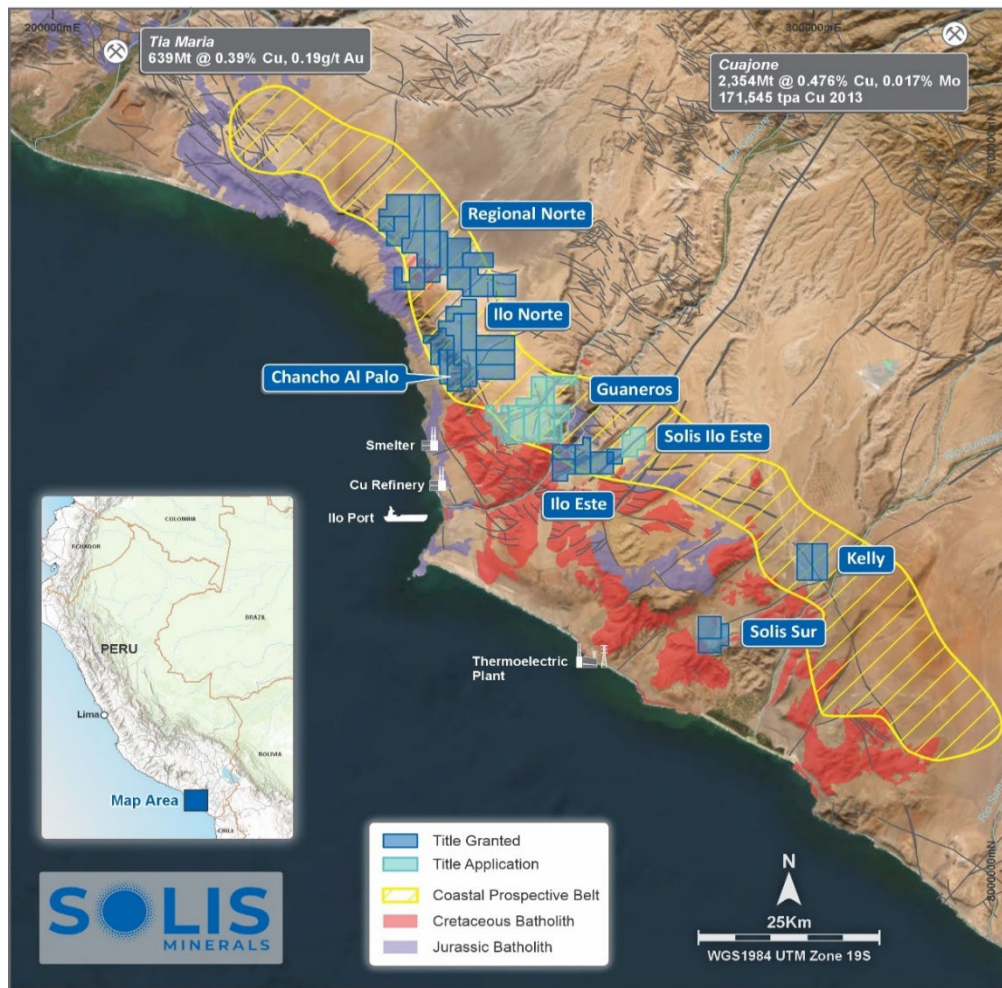 200000mE
300000mE
Tia Maria
639Mt @ 0.39% Cu, 0.19g/t Au
Cuajone
2,354Mt @ 0.476% Cu, 0.017% Mo
171,545 tpa Cu 2013
Regional Norte
Ilo Norte
Chancho Al Palo
Guaneros
Solis Ilo Este
Smelter
Cu Refinery
Ilo Port
Ilo Este
Kelly
Solis Sur
Thermoelectric
Plant
COLOMBIA
ECUADOR
BRAZIL
PERU
Lima
BOLIVIA
Map Area
CHILE
Title Granted
Title Application
Coastal Prospective Belt
Cretaceous Batholith
Jurassic Batholith
N
25Km
WGS1984 UTM Zone 19S
8000000mN
SOLIS
MINERALS